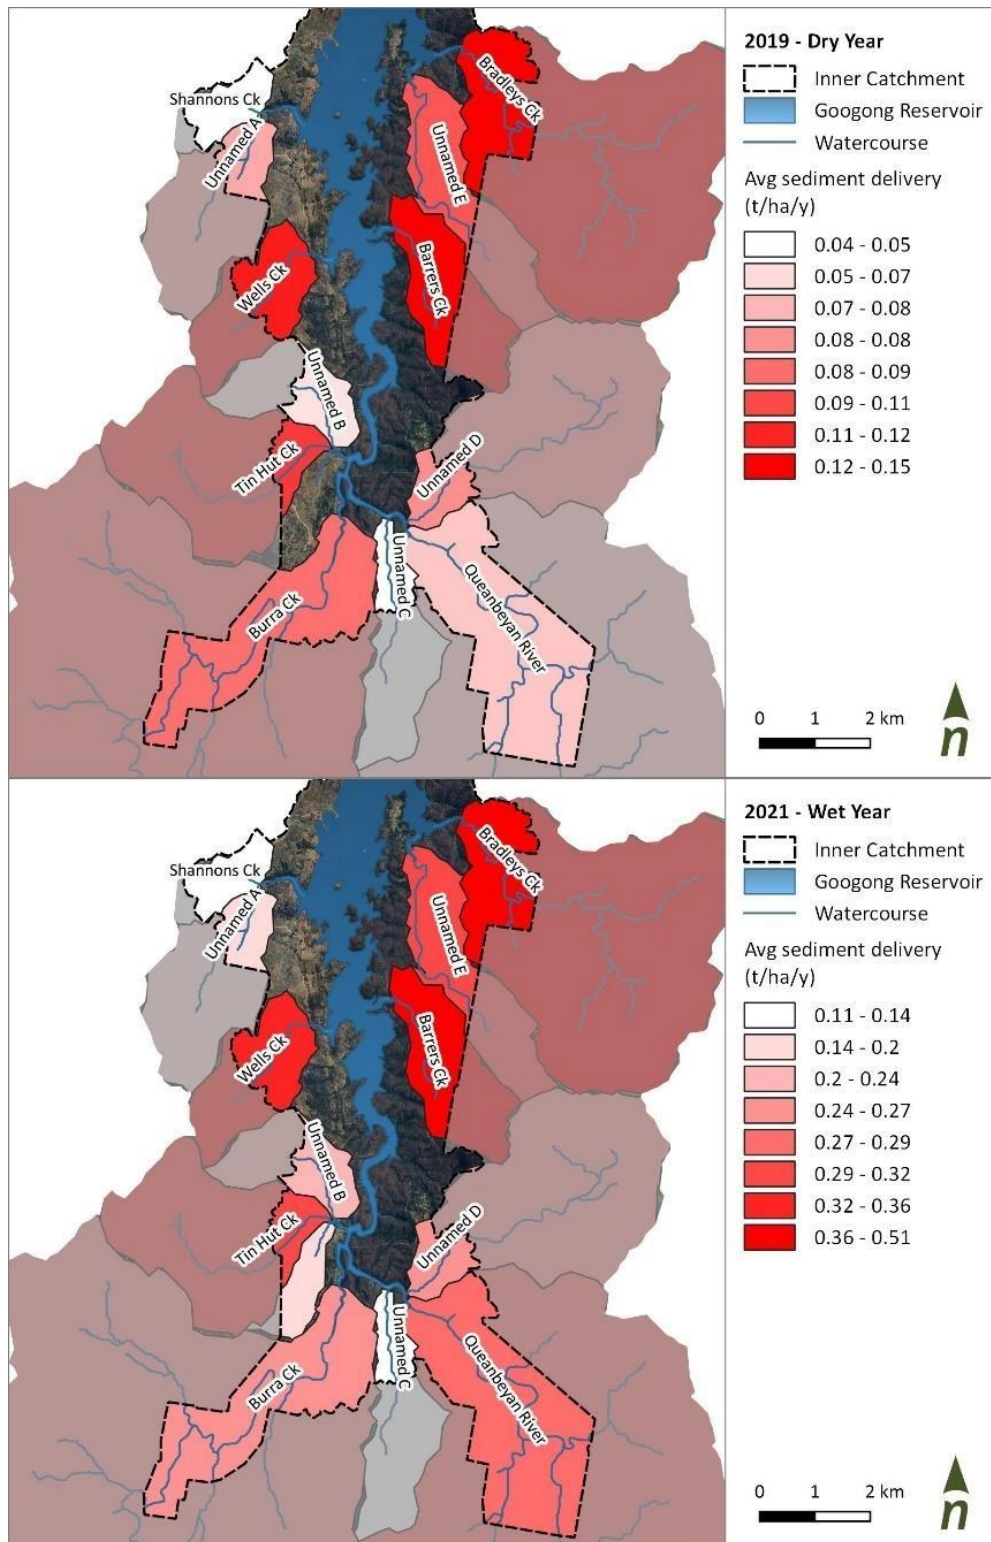 2019 - Dry Year
Inner Catchment
Googong Reservoir
Watercourse
Avg sediment delivery
(t/ha/y)
0.04 - 0.05
0.05 - 0.07
0.07 - 0.08
0.08 - 0.08
0.08 - 0.09
0.09 - 0.11
0.11 - 0.12
0.12 - 0.15
0 1 2 km
n
Shannons Ck
Unnamed A
Bradleys Ck
Unnamed E
Wells Ck
Barrers Ck
Unnamed B
Tin Hut Ck
Unnamed D
Unnamed C
Queanbeyan River
Burra Ck
2021 - Wet Year
Inner Catchment
Googong Reservoir
Watercourse
Avg sediment delivery
(t/ha/y)
0.11 - 0.14
0.14 - 0.2
0.2 - 0.24
0.24 - 0.27
0.27 - 0.29
0.29 - 0.32
0.32 - 0.36
0.36 - 0.51
0 1 2 km
n
Shannons Ck
Unnamed A
Bradleys Ck
Unnamed E
Wells Ck
Barrers Ck
Unnamed B
Tin Hut Ck
Unnamed D
Unnamed C
Queanbeyan River
Burra Ck